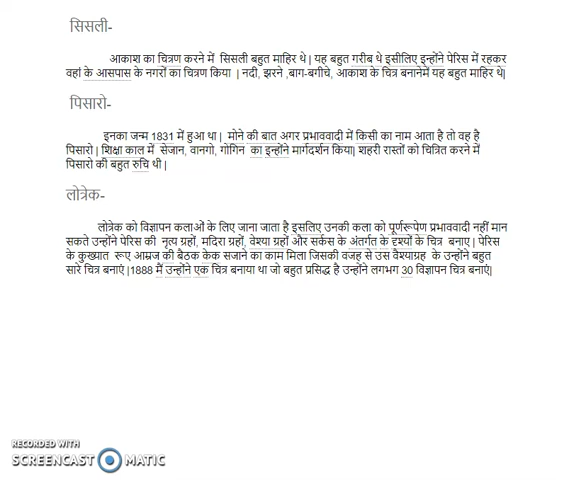 सिसली-
आकाश का चित्रण करने में सिसली बहुत माहिर थे | यह बहुत गरीब थे इसीलिए इन्होंने पेरिस में रहकर
वहां के आसपास के नगरों का चित्रण किया | नदी, झरने ,बाग-बगीचे, आकाश के चित्र बनानेमें यह बहुत माहिर थे|
पिसारो-
इनका जन्म 1831 में हुआ था | मोने की बात अगर प्रभाववादी में किसी का नाम आता है तो वह है
पिसारो | शिक्षा काल में सेजान, वानगो, गोगिन का इन्होंने मार्गदर्शन किया| शहरी रास्तों को चित्रित करने में
पिसारो की बहुत रुचि थी |
लोत्रेक-
लोत्रेक को विज्ञापन कलाओं के लिए जाना जाता है इसलिए उनकी कला को पूर्णरूपेण प्रभाववादी नहीं मान
सकते उन्होंने पेरिस की नृत्य ग्रहों, मदिरा ग्रहों, वेश्या ग्रहों और सर्कस के अंतर्गत के दृश्यों के चित्र बनाए | पेरिस
के कुख्यात रूए आम्रज की बैठक केक सजाने का काम मिला जिसकी वजह से उस वैश्याग्रह के उन्होंने बहुत
सारे चित्र बनाएं |1888 में उन्होंने एक चित्र बनाया था जो बहुत प्रसिद्ध है उन्होंने लगभग 30 विज्ञापन चित्र बनाएं|
RECORDED WITH
SCREENCAST MATIC